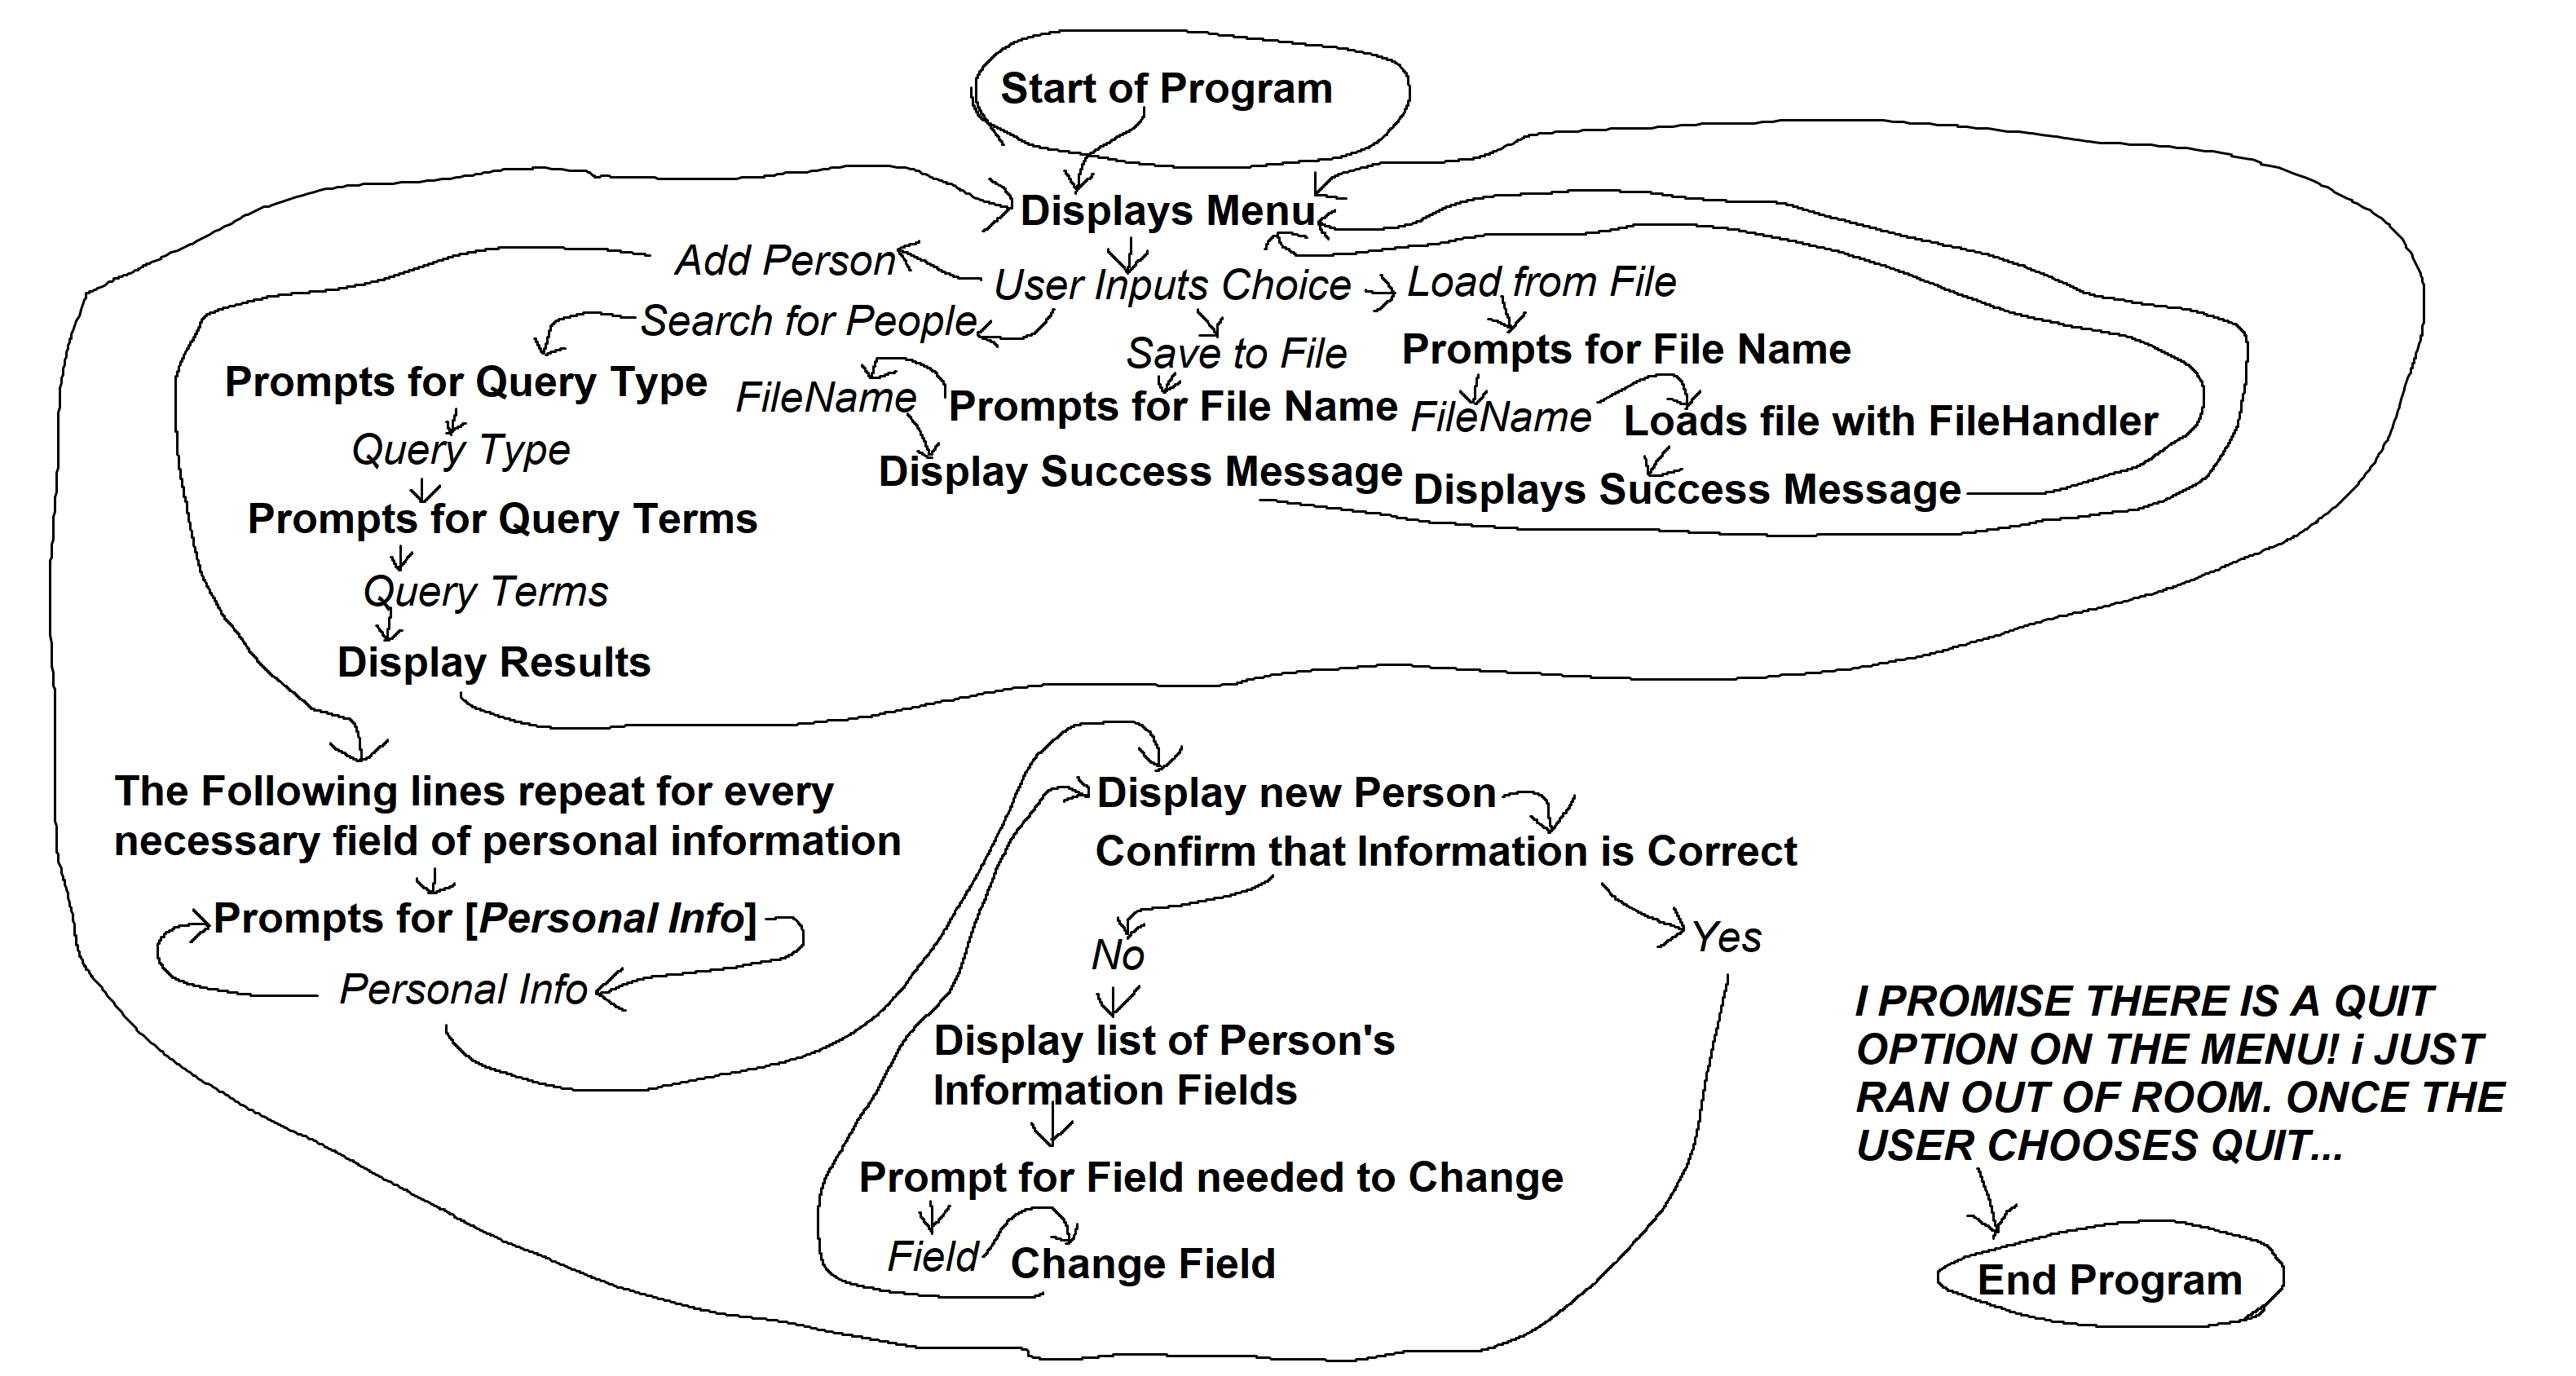 Start of Program
Displays Menu
Add Person
User Inputs Choice
Load from File
Search for People
Save to File
Prompts for File Name
Prompts for Query Type
FileName
Prompts for File Name
FileName
Loads file with FileHandler
Query Type
Display Success Message
Displays Success Message
Prompts for Query Terms
Query Terms
Display Results
The Following lines repeat for every
necessary field of personal information
Prompts for [Personal Info]
Personal Info
Display new Person
Confirm that Information is Correct
No
Yes
Display list of Person's
Information Fields
Prompt for Field needed to Change
Field
Change Field
I PROMISE THERE IS A QUIT
OPTION ON THE MENU! i JUST
RAN OUT OF ROOM. ONCE THE
USER CHOOSES QUIT...
End Program